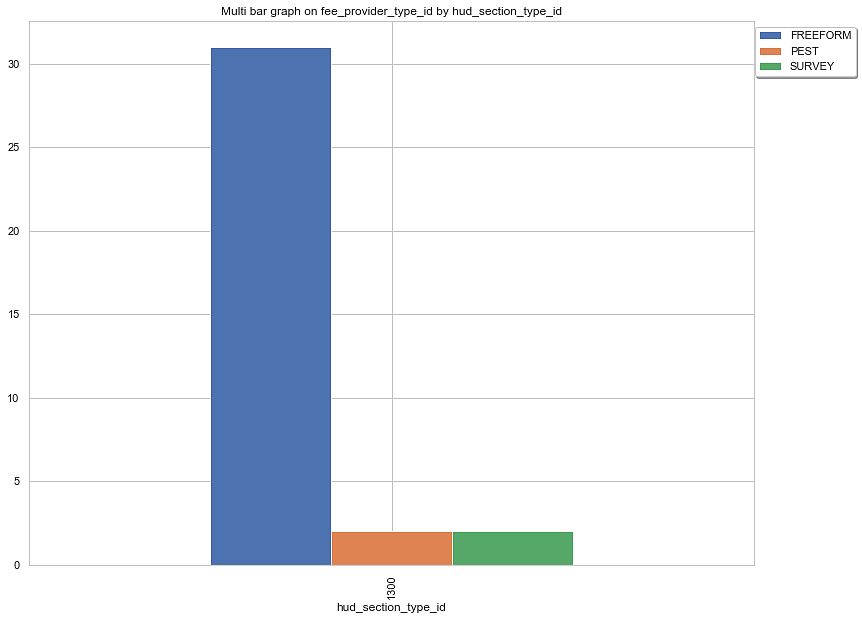 Multi bar graph on fee_provider_type_id by hud_section_type_id
FREEFORM
PEST
SURVEY
30
25
20
15
10
5
0
1300
hud_section_type_id